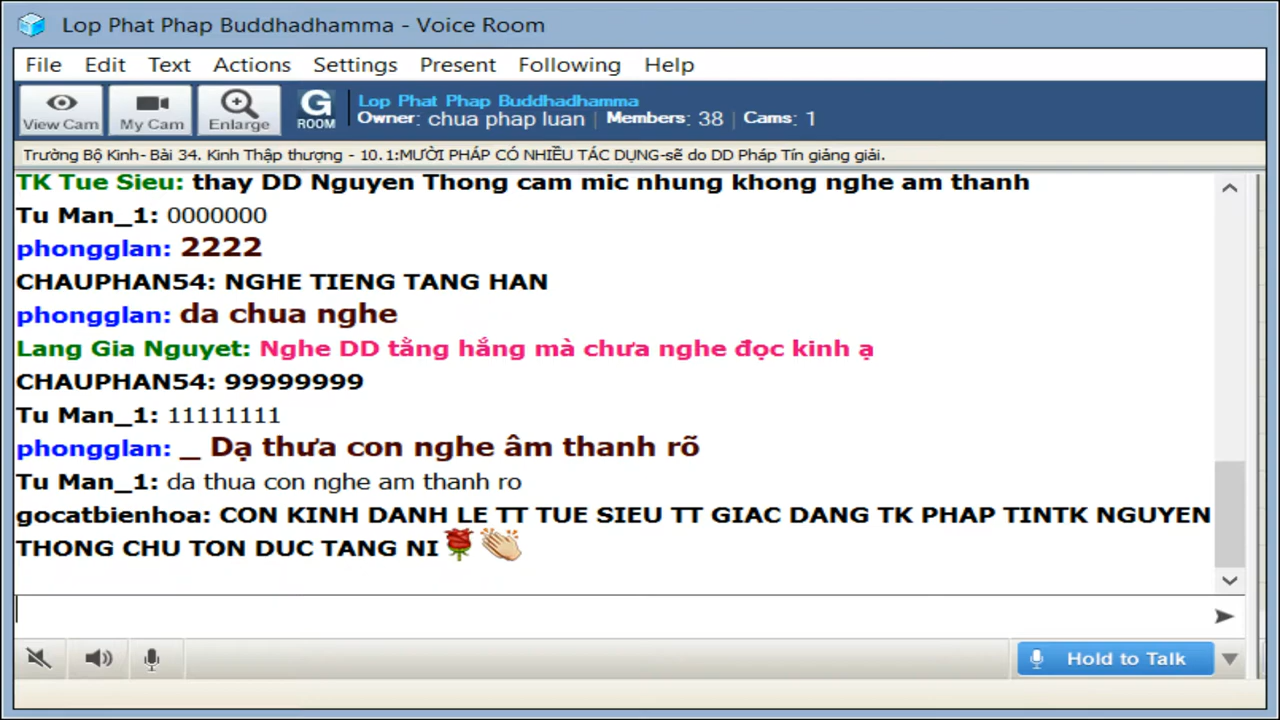 Lop Phat Phap Buddhadhamma - Voice Room
File Edit Text Actions Settings Present Following Help
View Cam My Cam Enlarge G ROOM
Lop Phat Phap Buddhadhamma
Owner: chua phap luan | Members: 38 | Cams: 1
Trường Bộ Kinh- Bài 34. Kinh Thập thượng - 10.1:MƯỜI PHÁP CÓ NHIỀU TÁC DỤNG-sẽ do DD Pháp Tín giảng giải.
TK Tue Sieu: thay DD Nguyen Thong cam mic nhung khong nghe am thanh
Tu Man_1: 0000000
phongglan: 2222
CHAUPHAN54: NGHE TIENG TANG HAN
phongglan: da chua nghe
Lang Gia Nguyet: Nghe DD tằng hắng mà chưa nghe đọc kinh ạ
CHAUPHAN54: 99999999
Tu Man_1: 11111111
phongglan: _ Dạ thưa con nghe âm thanh rõ
Tu Man_1: da thua con nghe am thanh ro
gocatbienhoa: CON KINH DANH LE TT TUE SIEU TT GIAC DANG TK PHAP TINTK NGUYEN
THONG CHU TON DUC TANG NI
Hold to Talk